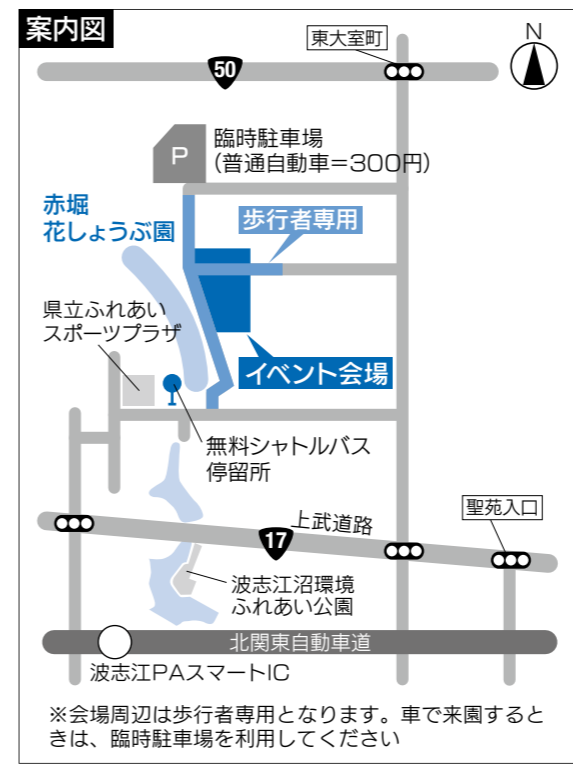 案内図
東大室町
N
50
P
臨時駐車場
(普通自動車=300円)
赤堀
花しょうぶ園
歩行者専用
県立ふれあい
スポーツプラザ
イベント会場
無料シャトルバス
停留所
聖苑入口
上武道路
17
波志江沼環境
ふれあい公園
北関東自動車道
波志江PAスマートIC
※会場周辺は歩行者専用となります。車で来園すると
きは、臨時駐車場を利用してください